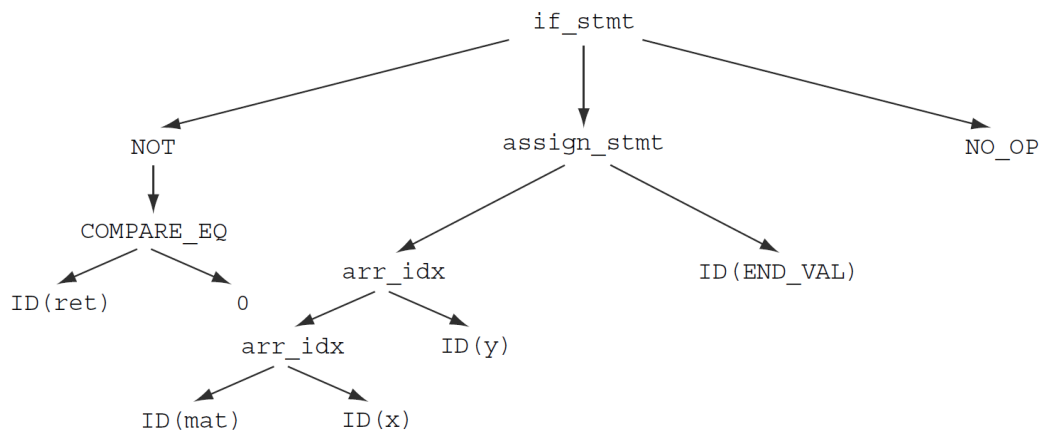 if_stmt
NOT assign_stmt NO_OP
COMPARE_EQ
arr_idx ID(END_VAL)
ID(ret) 0
arr_idx ID(y)
ID(mat) ID(x)